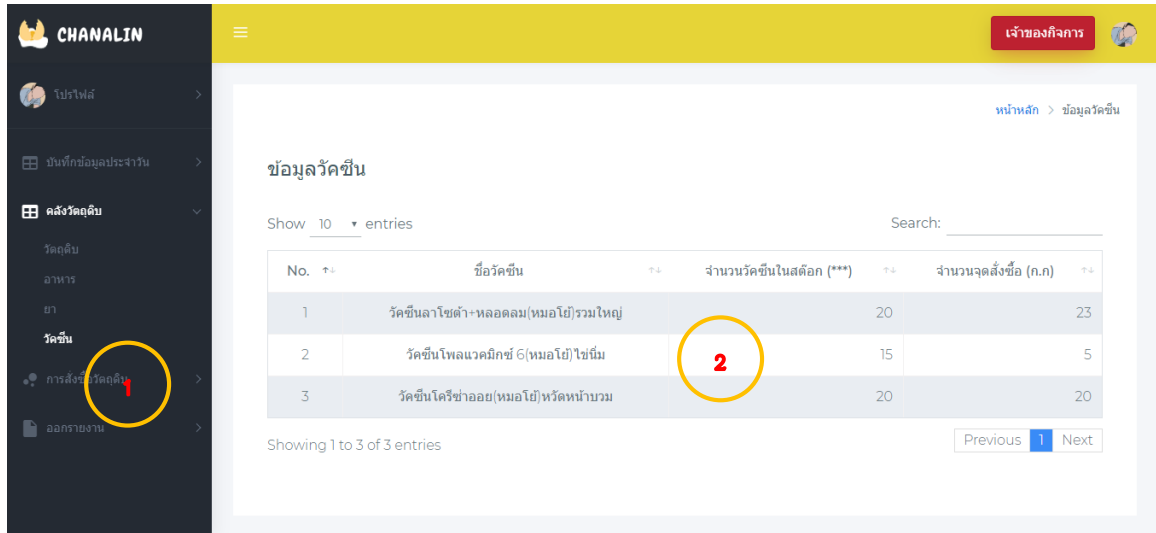 CHANALIN
เจ้าของกิจการ
โปรไฟล์
บันทึกข้อมูลประจำวัน
คลังวัตถุดิบ
วัตถุดิบ
อาหาร
ยา
วัคซีน
1
การสั่งซื้อวัตถุดิบ
ออกรายงาน
หน้าหลัก > ข้อมูลวัคซีน
ข้อมูลวัคซีน
Show 10 entries
Search:
No. ชื่อวัคซีน จำนวนวัคซีนในสต๊อก (***) จำนวนจุดสั่งซื้อ (ก.ก)
1 วัคซีนลาโซต้า+หลอดลม(หมอโย้)รวมใหญ่ 20 23
2 วัคซีนโพลแวคมิกซ์ 6(หมอโย้)ไข่นิ่ม 15 5
2
3 วัคซีนโครีซ่าออย(หมอโย้)หวัดหน้าบวม 20 20
Showing 1 to 3 of 3 entries
Previous 1 Next